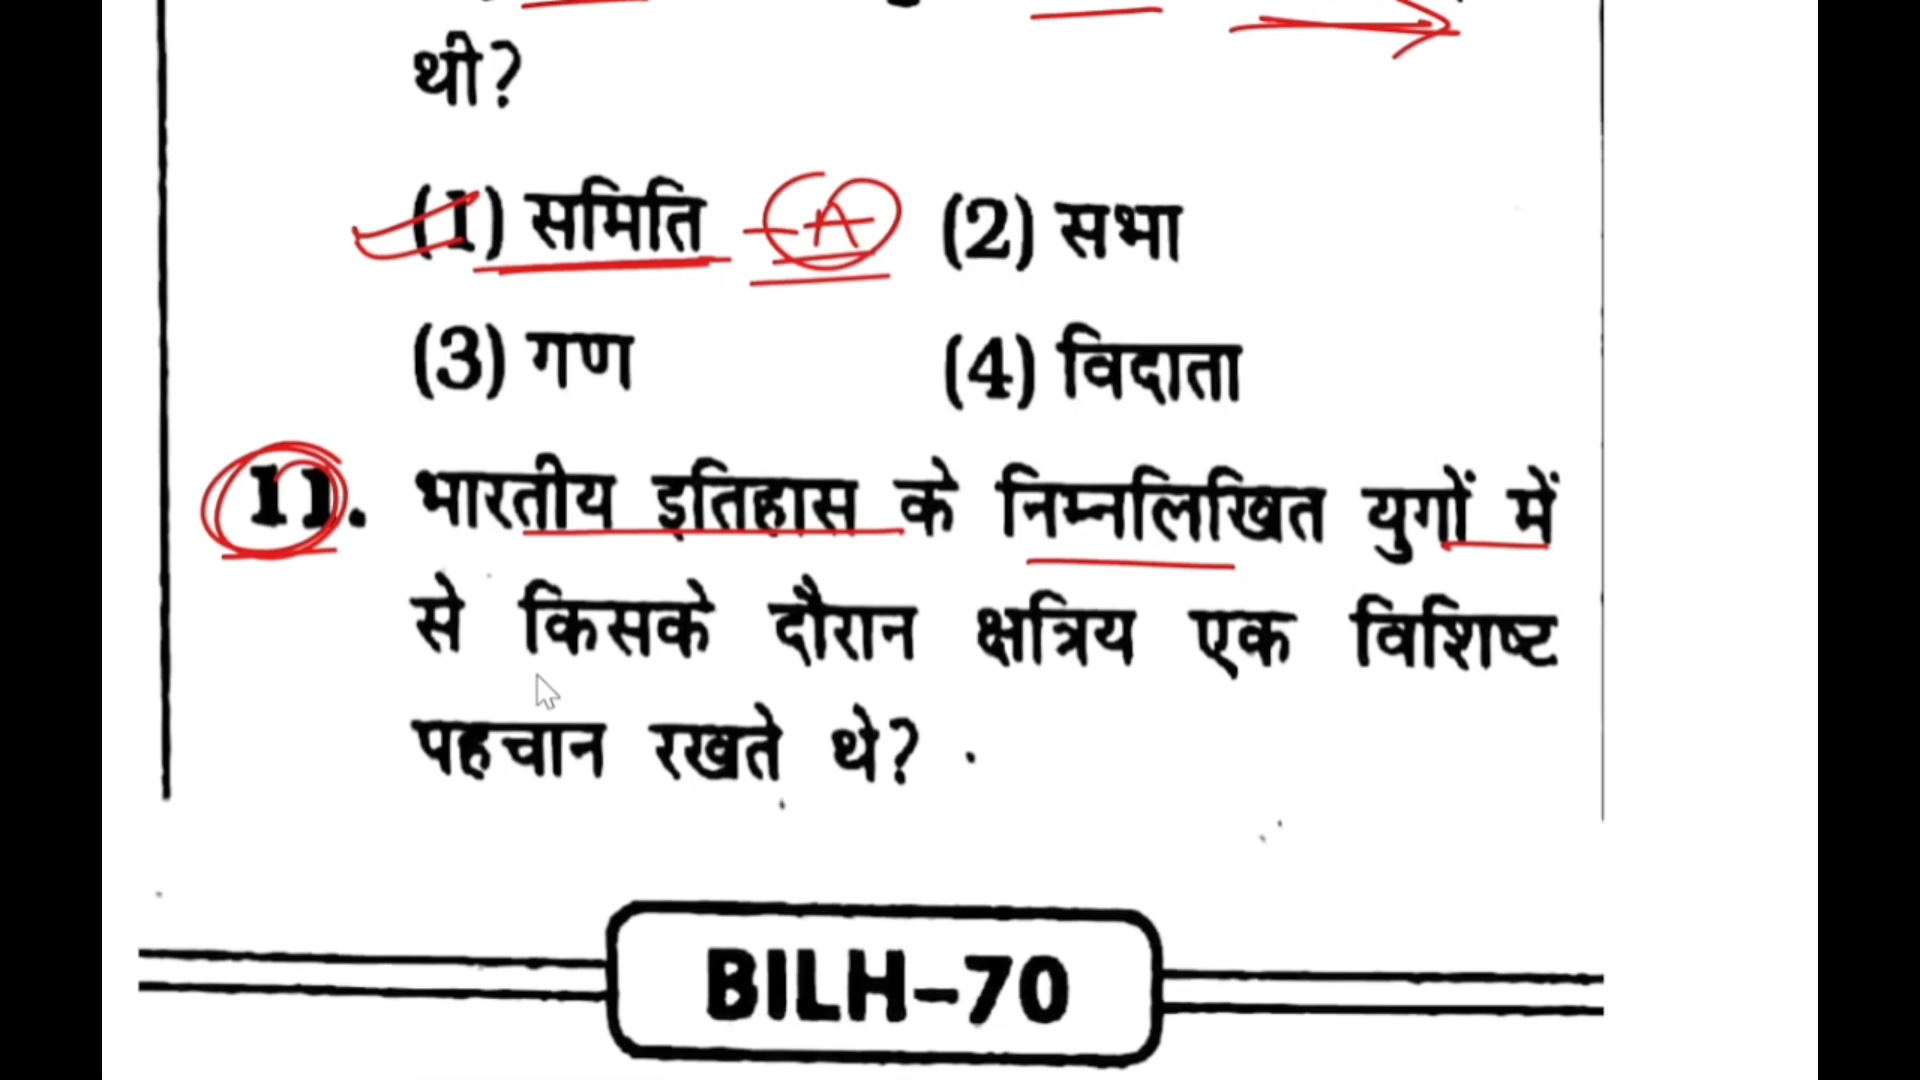 थी?
(1) समिति - A (2) सभा
(3) गण (4) विदाता
11. भारतीय इतिहास के निम्नलिखित युगों में
से किसके दौरान क्षत्रिय एक विशिष्ट
पहचान रखते थे?
BILH-70